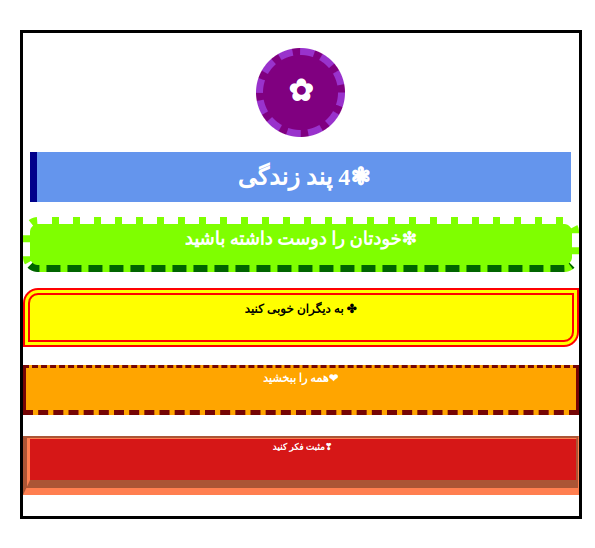 ✿
❃4 پند زندگی
❇خودتان را دوست داشته باشید
✤ به دیگران خوبی کنید
❤همه را ببخشید
❣مثبت فکر کنید